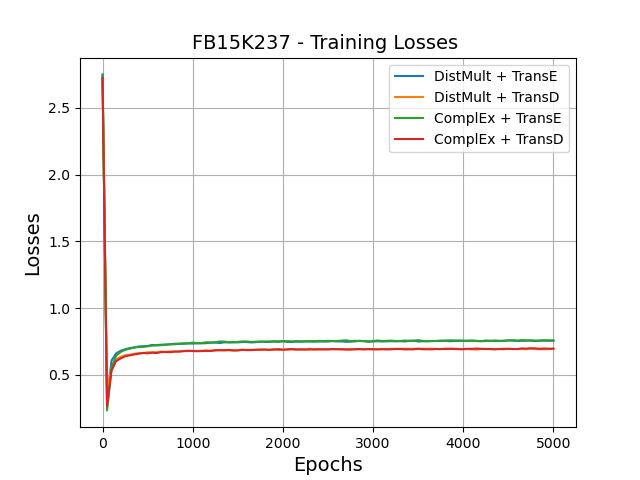 FB15K237 - Training Losses
DistMult + TransE
DistMult + TransD
ComplEx + TransE
ComplEx + TransD
Losses
2.5
2.0
1.5
1.0
0.5
0 1000 2000 3000 4000 5000
Epochs